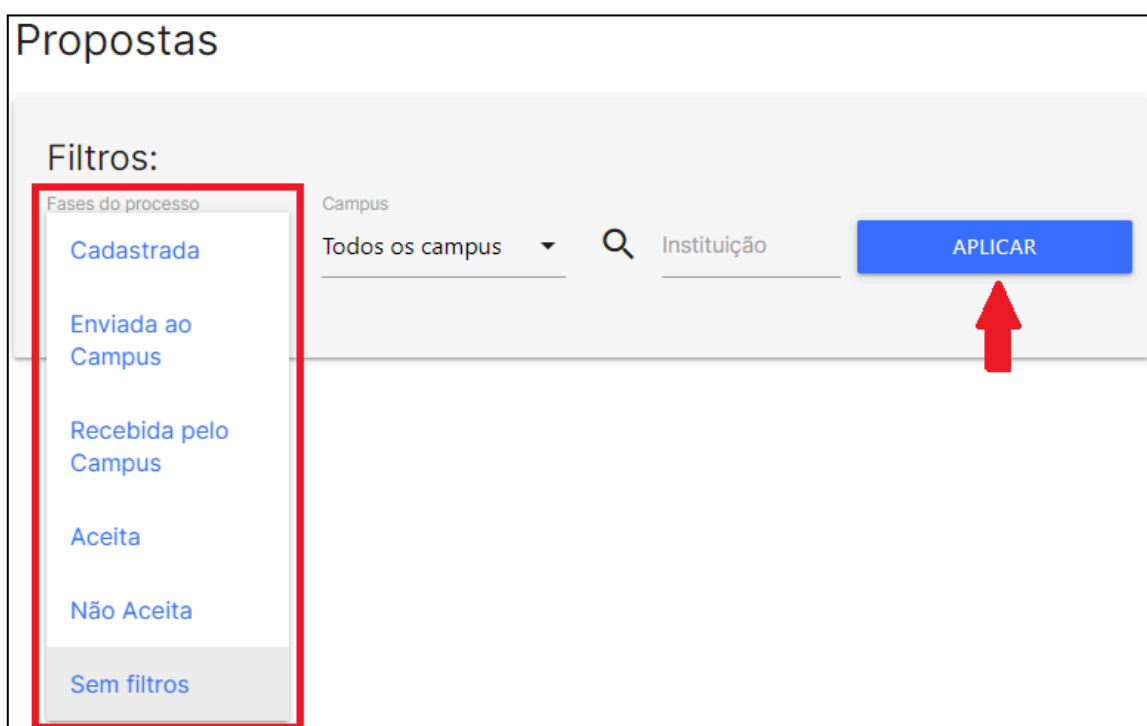 Propostas
Filtros:
Fases do processo
Campus
Todos os campus
Instituição
APLICAR
Cadastrada
Enviada ao
Campus
Recebida pelo
Campus
Aceita
Não Aceita
Sem filtros